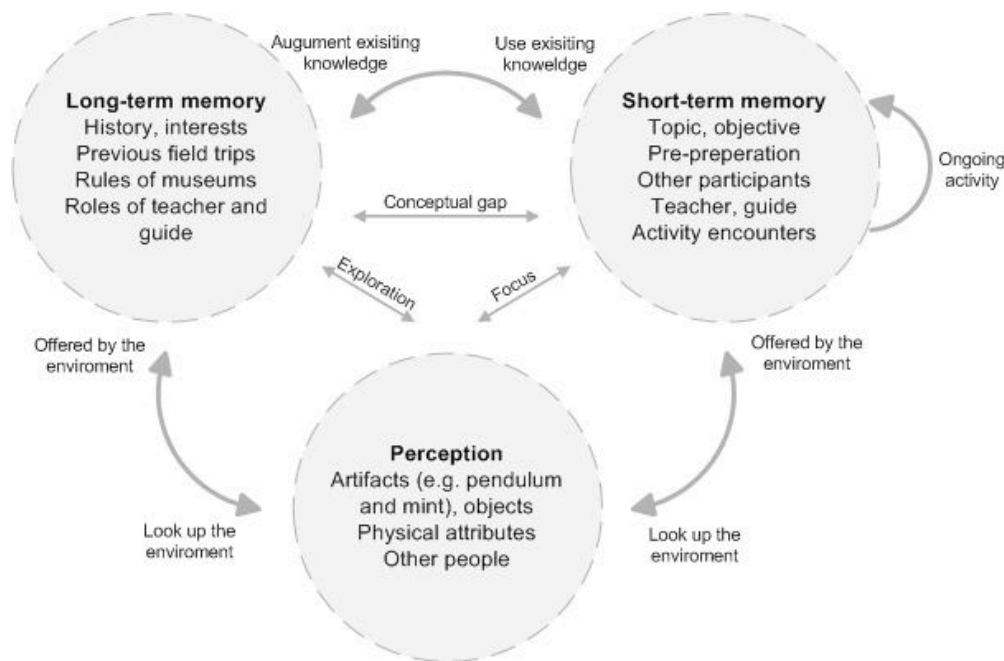 Augument exisiting
knowledge
Use exisiting
knoweldge
Long-term memory
History, interests
Previous field trips
Rules of museums
Roles of teacher and
guide
Short-term memory
Topic, objective
Pre-preperation
Other participants
Teacher, guide
Activity encounters
Ongoing
activity
Conceptual gap
Exploration
Focus
Offered by the
enviroment
Offered by the
enviroment
Perception
Artifacts (e.g. pendulum
and mint), objects
Physical attributes
Other people
Look up the
enviroment
Look up the
enviroment